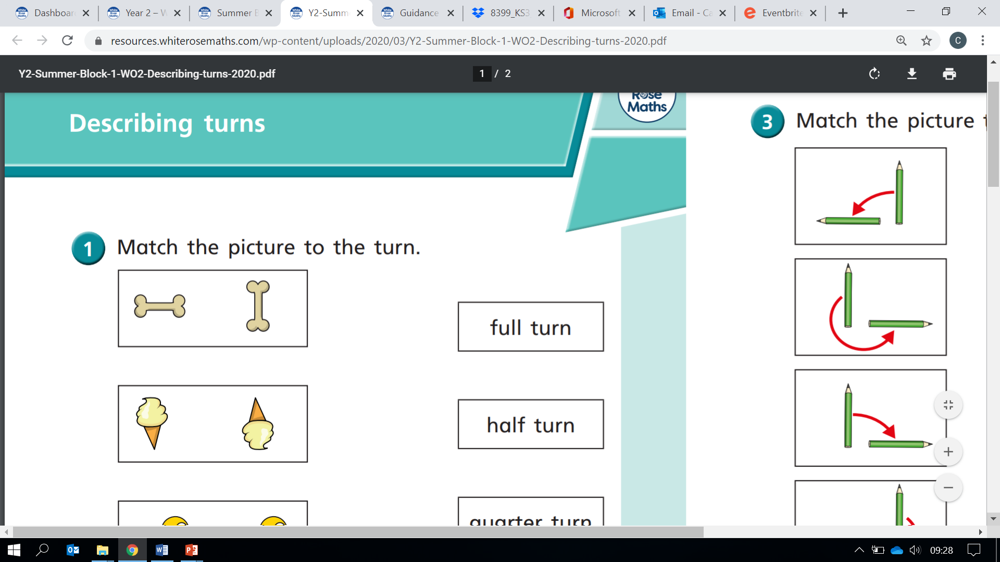 Dashboar
Year 2 – W
Summer B
Y2-Summ
Guidance
8399_KS3
Microsoft
Email - Ca
Eventbrite
resources.whiterosemaths.com/wp-content/uploads/2020/03/Y2-Summer-Block-1-WO2-Describing-turns-2020.pdf
C
Y2-Summer-Block-1-WO2-Describing-turns-2020.pdf
1 / 2
Rose
Maths
Describing turns
1 Match the picture to the turn.
full turn
half turn
quarter turn
3 Match the picture t
09:28